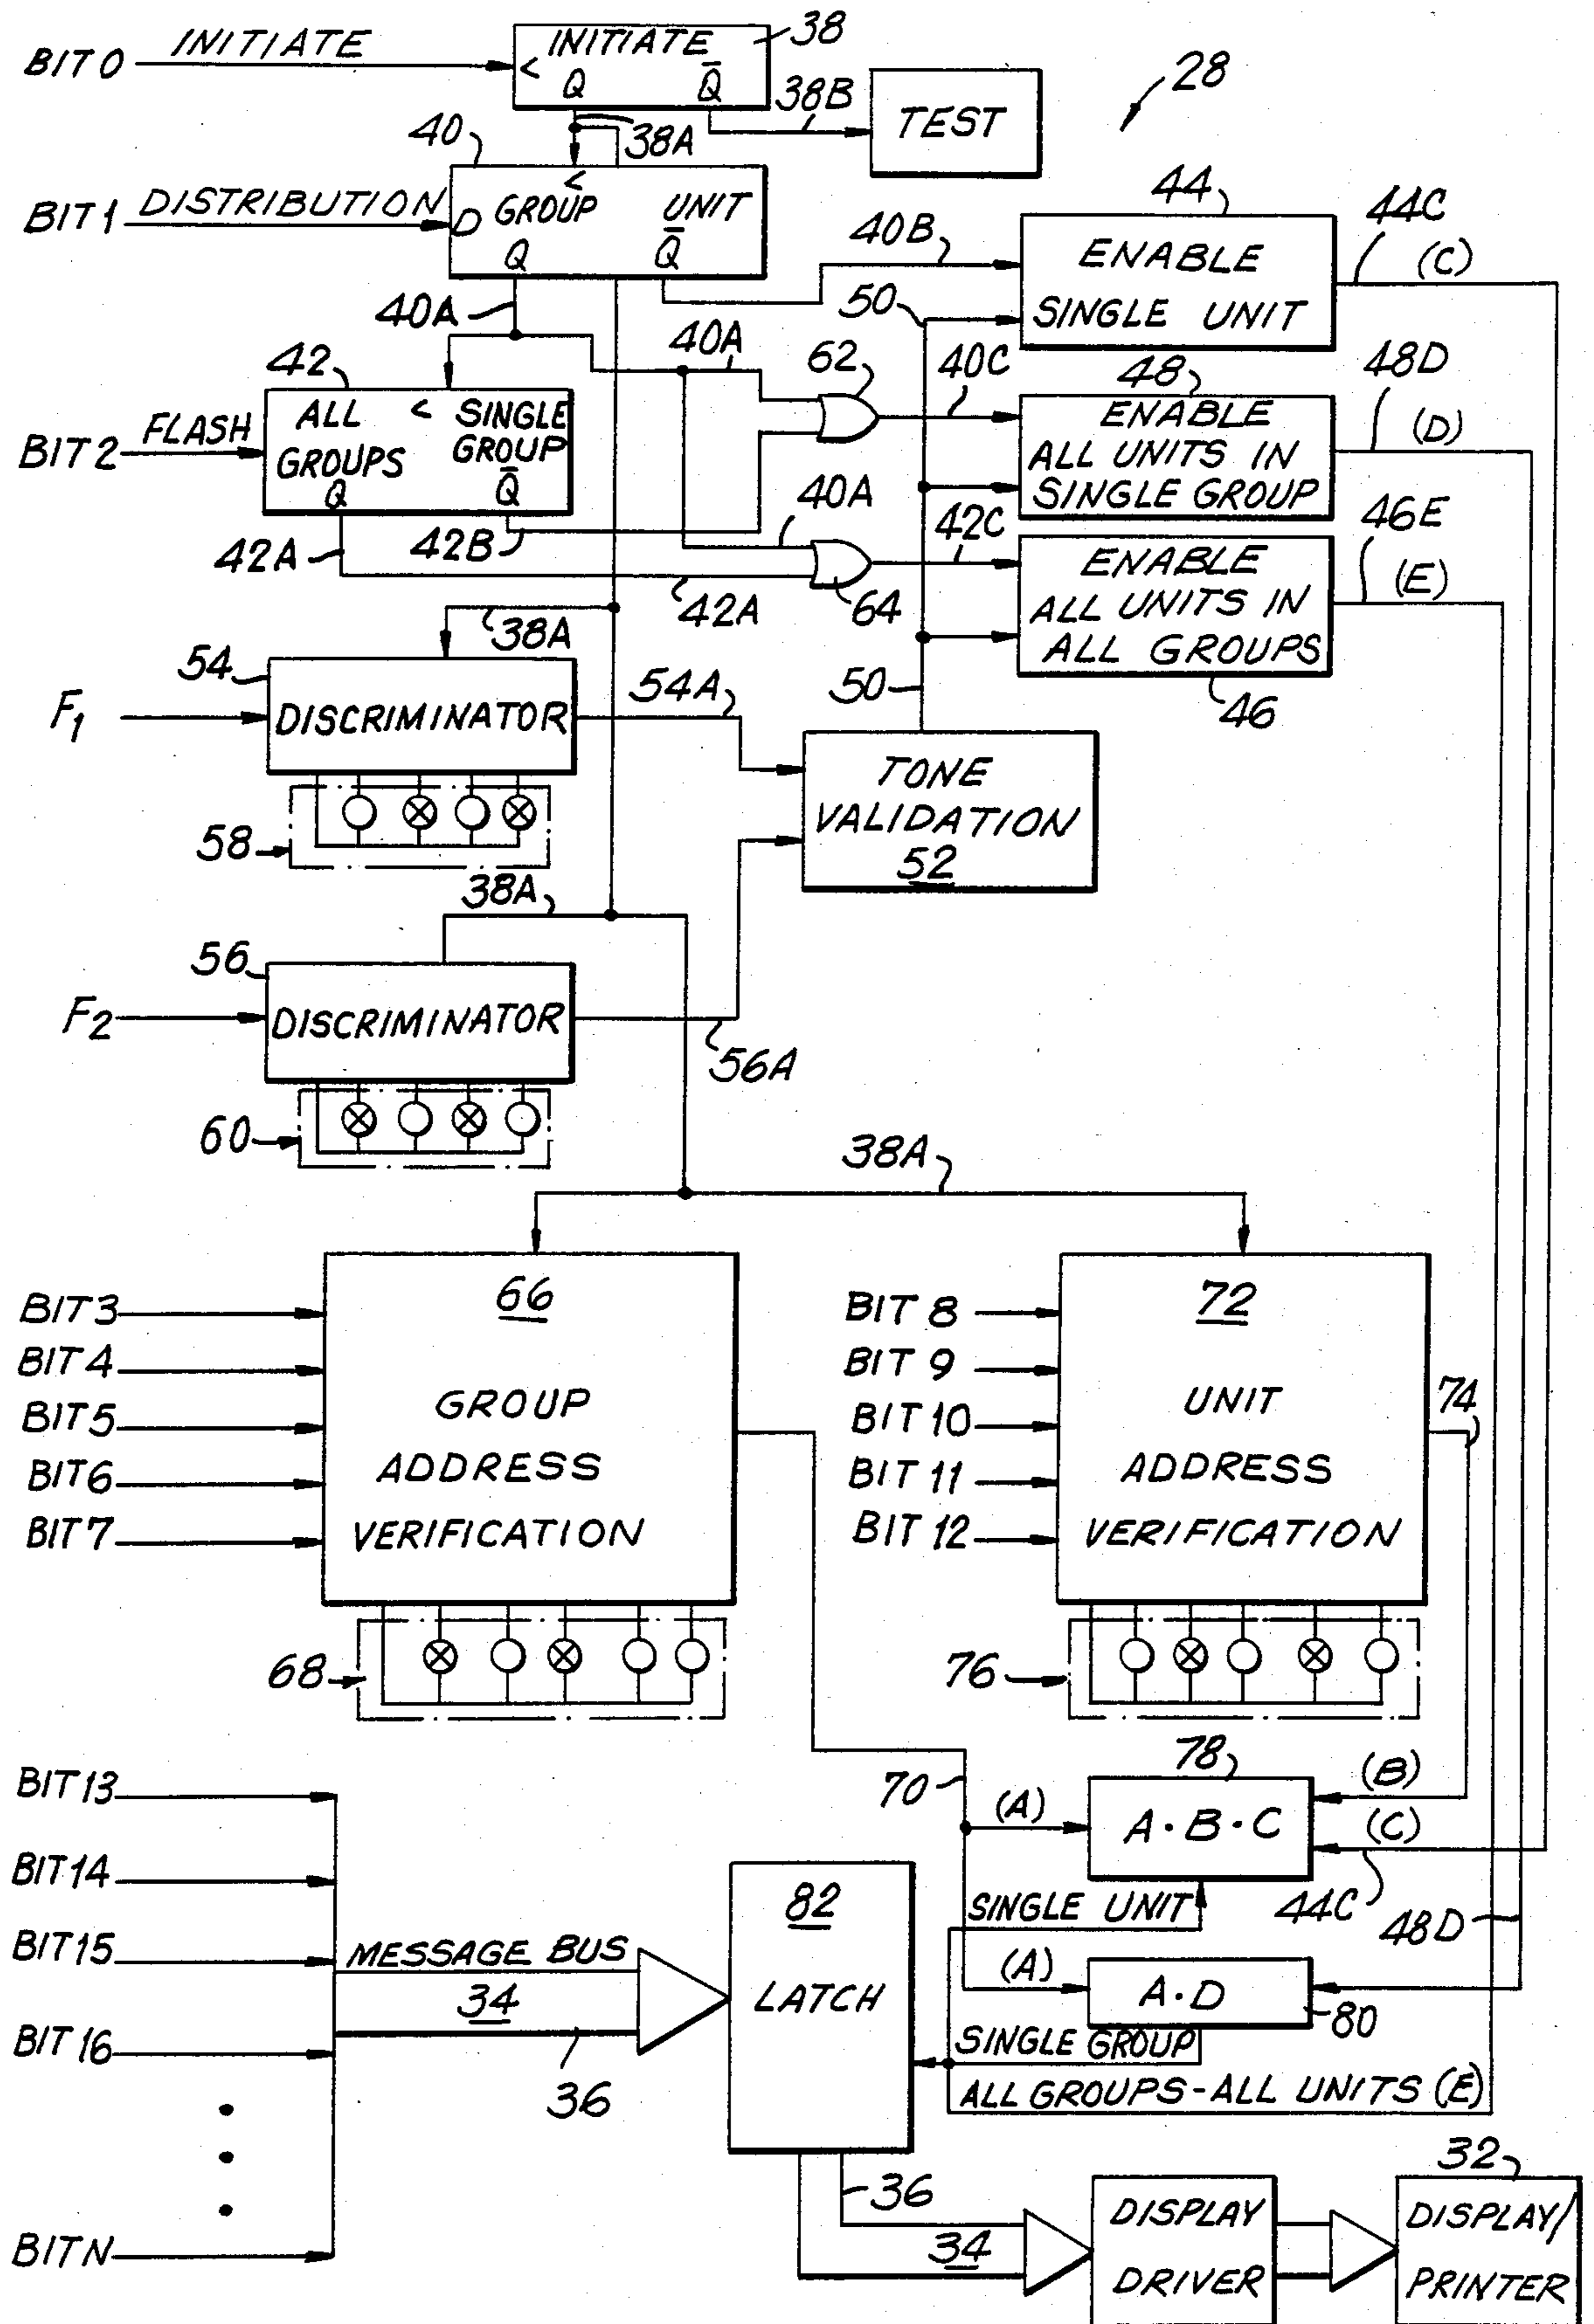 BIT 0 INITIATE
38
< INITIATE
Q Q̅
38A
38B
TEST
28
40
BIT 1 DISTRIBUTION
D GROUP < UNIT
Q Q̅
40A
40B
44
ENABLE
SINGLE UNIT
44C
(C)
50
42
BIT 2 FLASH
ALL < SINGLE
GROUPS GROUP
Q Q̅
40A
62
40C
48
ENABLE
ALL UNITS IN
SINGLE GROUP
48D
(D)
42A
42B
40A
42A
64
42C
ENABLE
ALL UNITS IN
ALL GROUPS
46
46E
(E)
38A
54
F1
DISCRIMINATOR
54A
50
58
TONE
VALIDATION
52
38A
56
F2
DISCRIMINATOR
56A
60
38A
66
GROUP
ADDRESS
VERIFICATION
BIT 3
BIT 4
BIT 5
BIT 6
BIT 7
68
72
UNIT
ADDRESS
VERIFICATION
BIT 8
BIT 9
BIT 10
BIT 11
BIT 12
74
76
70
78
(A)
A·B·C
(B)
(C)
44C
48D
SINGLE UNIT
(A)
A·D
80
SINGLE GROUP
ALL GROUPS-ALL UNITS (E)
BIT 13
BIT 14
BIT 15
BIT 16
BIT N
MESSAGE BUS
34
36
82
LATCH
36
34
DISPLAY
DRIVER
32
DISPLAY/
PRINTER